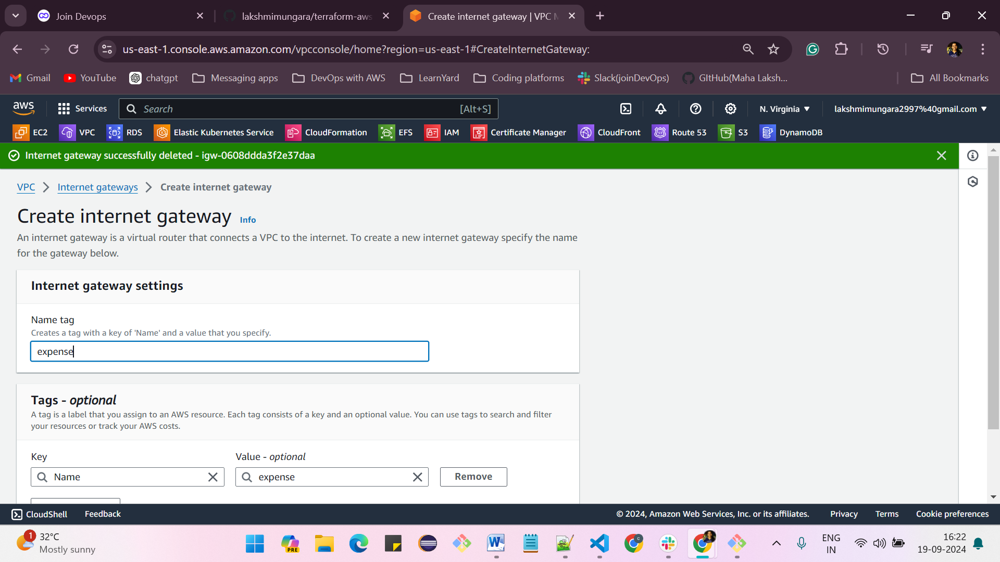 Join Devops
lakshmimungara/terraform-aws
Create internet gateway | VPC M
us-east-1.console.aws.amazon.com/vpcconsole/home?region=us-east-1#CreateInternetGateway:
Gmail
YouTube
chatgpt
Messaging apps
DevOps with AWS
LearnYard
Coding platforms
Slack(joinDevOps)
GItHub(Maha Laksh...
All Bookmarks
aws
Services
Search
[Alt+S]
N. Virginia
lakshmimungara2997%40gmail.com
EC2
VPC
RDS
Elastic Kubernetes Service
CloudFormation
EFS
IAM
Certificate Manager
CloudFront
Route 53
S3
DynamoDB
Internet gateway successfully deleted - igw-0608ddda3f2e37daa
VPC
Internet gateways
Create internet gateway
Create internet gateway Info
An internet gateway is a virtual router that connects a VPC to the internet. To create a new internet gateway specify the name
for the gateway below.
Internet gateway settings
Name tag
Creates a tag with a key of 'Name' and a value that you specify.
expense
Tags - optional
A tag is a label that you assign to an AWS resource. Each tag consists of a key and an optional value. You can use tags to search and filter
your resources or track your AWS costs.
Key
Value - optional
Name
expense
Remove
CloudShell
Feedback
© 2024, Amazon Web Services, Inc. or its affiliates.
Privacy
Terms
Cookie preferences
1
32°C
Mostly sunny
PRE
ENG
IN
16:22
19-09-2024